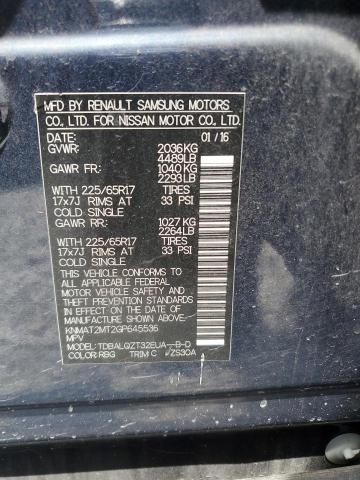 MFD BY RENAULT SAMSUNG MOTORS
CO., LTD. FOR NISSAN MOTOR CO., LTD.
DATE: 01/16
GVWR: 2036KG
4489LB
GAWR FR: 1040KG
2293LB
WITH 225/65R17 TIRES
17x7J RIMS AT 33 PSI
COLD SINGLE
GAWR RR: 1027KG
2264LB
WITH 225/65R17 TIRES
17x7J RIMS AT 33 PSI
COLD SINGLE
THIS VEHICLE CONFORMS
TO ALL APPLICABLE FEDERAL
MOTOR VEHICLE SAFETY
AND THEFT PREVENTION
STANDARDS IN EFFECT ON
THE DATE OF
MANUFACTURE SHOWN ABOVE.
KNMAT2MT2GP645536
MPV
MODEL: TDBALQZT32EUA-B-D
COLOR:RBG TRIM:C /ZS30A